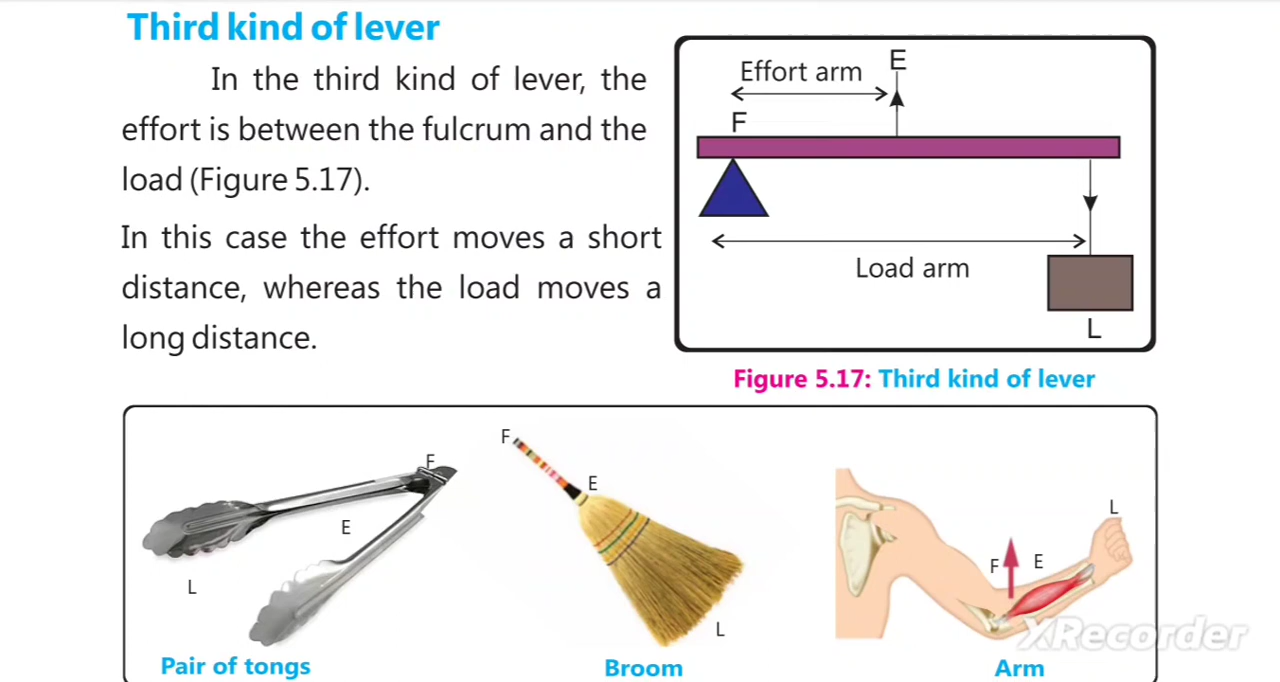 Third kind of lever
In the third kind of lever, the
effort is between the fulcrum and the
load (Figure 5.17).
In this case the effort moves a short
distance, whereas the load moves a
long distance.
Effort arm
E
F
Load arm
L
Figure 5.17: Third kind of lever
F
E
L
Pair of tongs
F
E
L
Broom
L
F
E
Arm
XRecorder